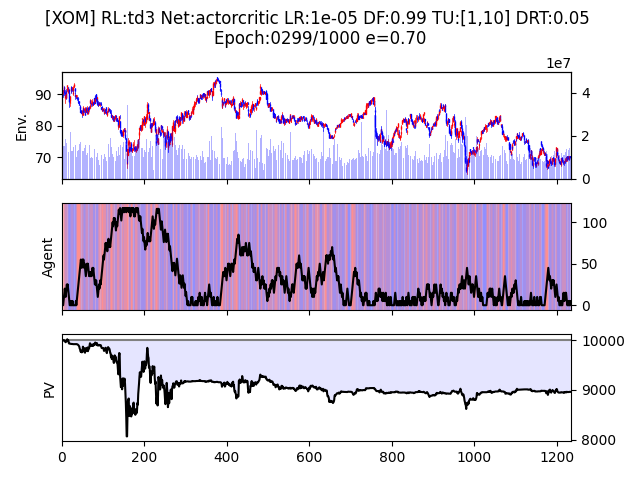 [XOM] RL:td3 Net:actorcritic LR:1e-05 DF:0.99 TU:[1,10] DRT:0.05
Epoch:0299/1000 e=0.70
1e7
Env.
90
80
70
4
2
0
Agent
100
50
0
PV
10000
9000
8000
0 200 400 600 800 1000 1200